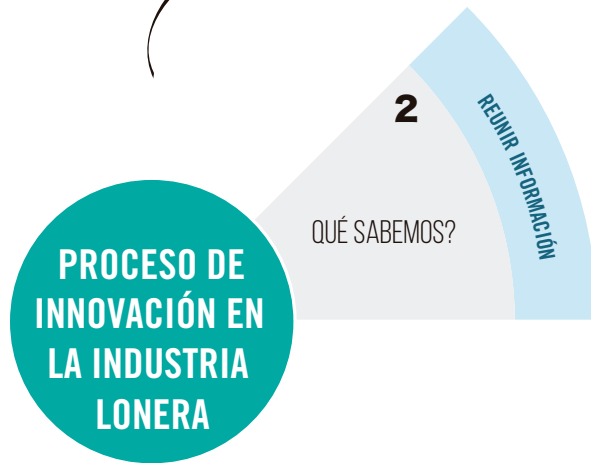 2
REUNIR INFORMACIÓN
QUÉ SABEMOS?
PROCESO DE
INNOVACIÓN EN
LA INDUSTRIA
LONERA